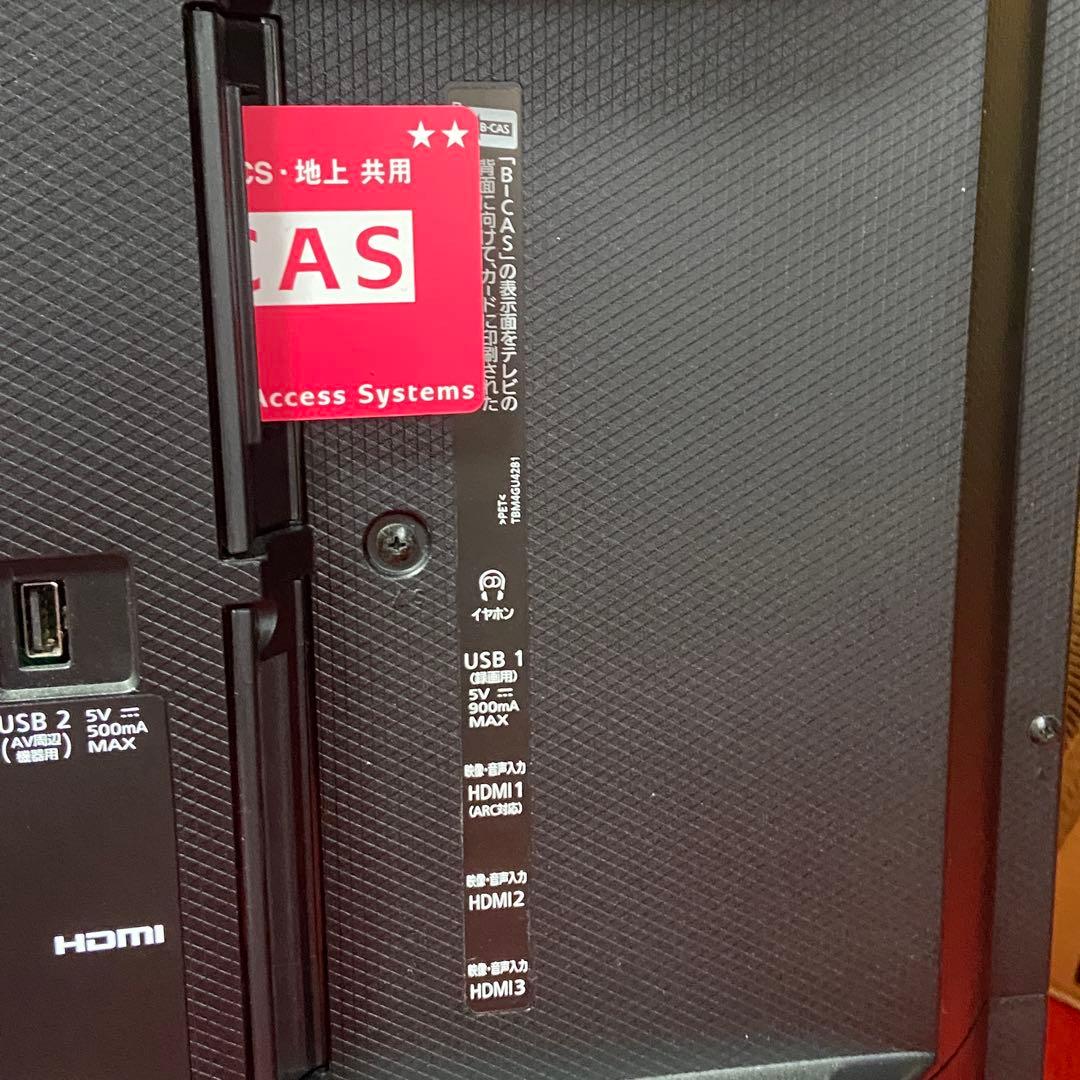 ★★
CS・地上 共用
CAS
Access Systems
B-CAS
「B-CAS」の表示面をテレビの
背面に向けて、カードに印刷された
>PET<
TBM4GU4281
イヤホン
USB 1
(録画用)
5V ⎓
900mA
MAX
映像・音声入力
HDMI1
(ARC対応)
映像・音声入力
HDMI2
映像・音声入力
HDMI3
USB 2
(AV周辺
機器用)
5V ⎓
500mA
MAX
HDMI